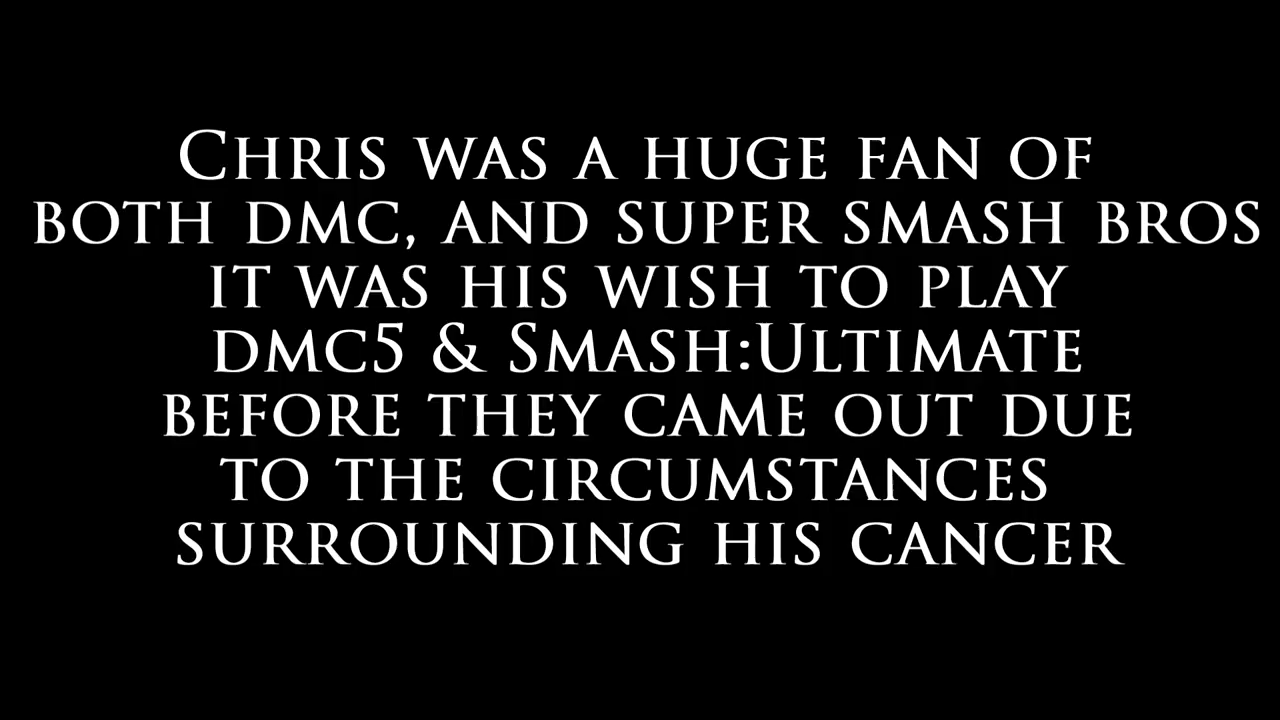 Chris was a huge fan of
both dmc, and super smash bros
it was his wish to play
dmc5 & Smash:Ultimate
before they came out due
to the circumstances
surrounding his cancer